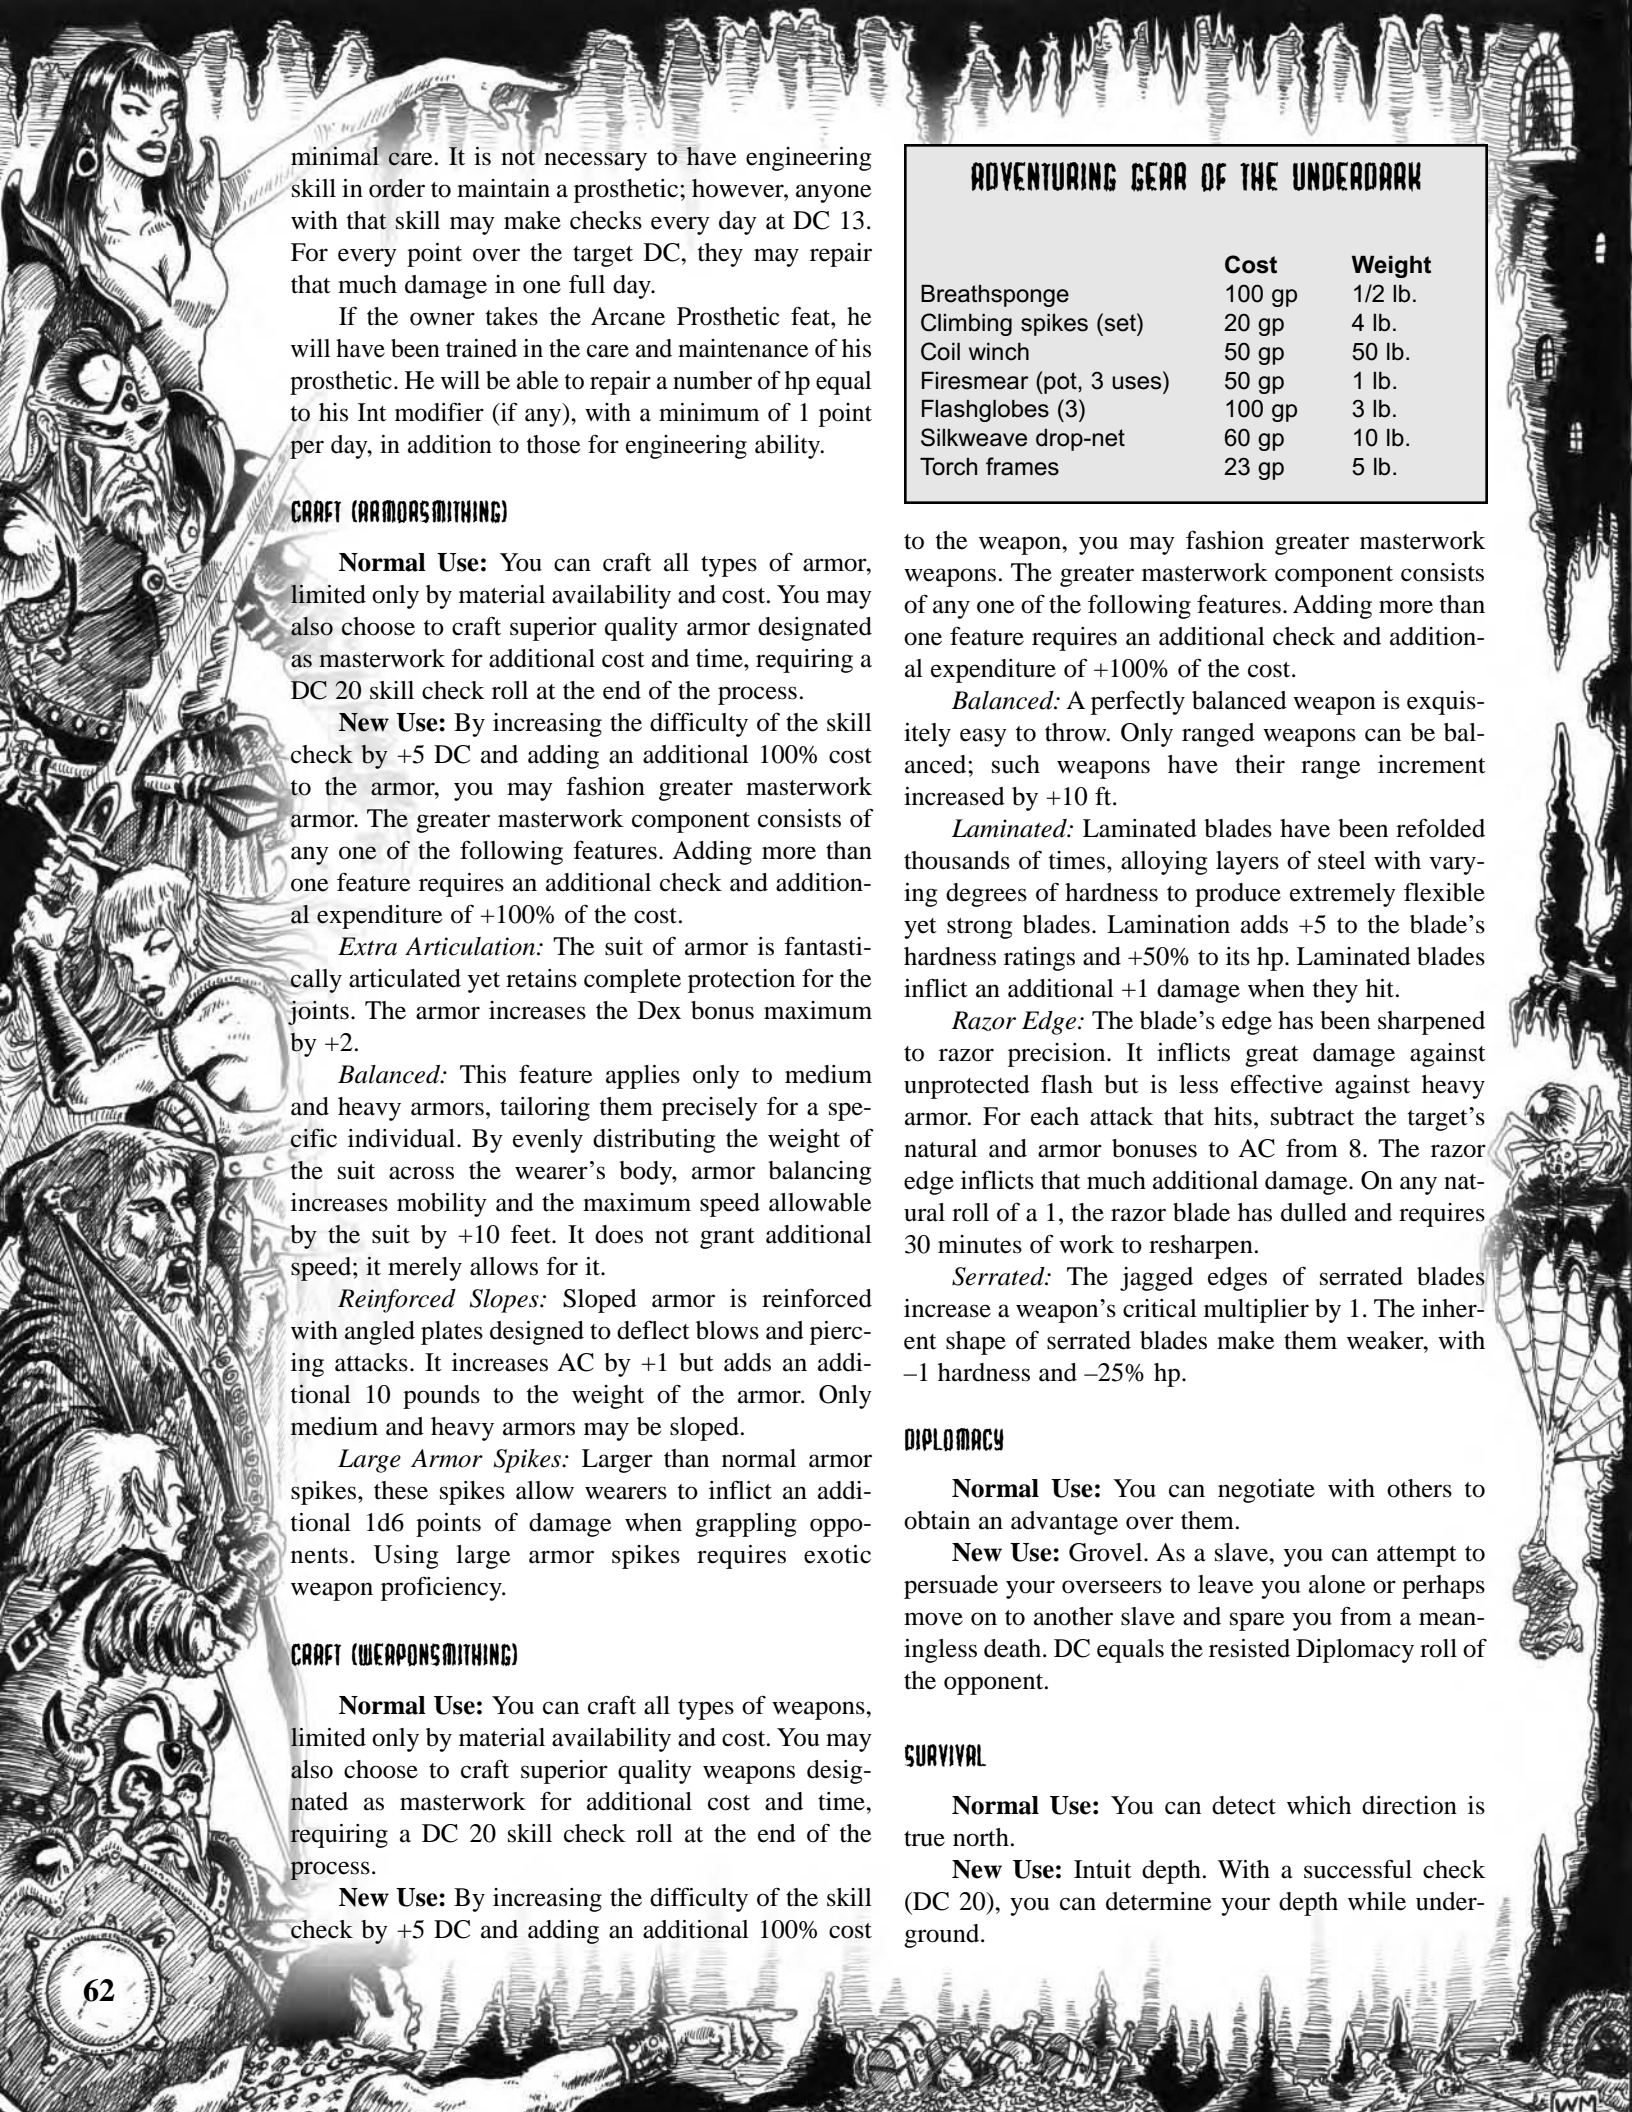 minimal care. It is not necessary to have engineering
skill in order to maintain a prosthetic; however, anyone
with that skill may make checks every day at DC 13.
For every point over the target DC, they may repair
that much damage in one full day.
If the owner takes the Arcane Prosthetic feat, he
will have been trained in the care and maintenance of his
prosthetic. He will be able to repair a number of hp equal
to his Int modifier (if any), with a minimum of 1 point
per day, in addition to those for engineering ability.
CRAFT (ARMORSMITHING)
Normal Use: You can craft all types of armor,
limited only by material availability and cost. You may
also choose to craft superior quality armor designated
as masterwork for additional cost and time, requiring a
DC 20 skill check roll at the end of the process.
New Use: By increasing the difficulty of the skill
check by +5 DC and adding an additional 100% cost
to the armor, you may fashion greater masterwork
armor. The greater masterwork component consists of
any one of the following features. Adding more than
one feature requires an additional check and addition-
al expenditure of +100% of the cost.
Extra Articulation: The suit of armor is fantasti-
cally articulated yet retains complete protection for the
joints. The armor increases the Dex bonus maximum
by +2.
Balanced: This feature applies only to medium
and heavy armors, tailoring them precisely for a spe-
cific individual. By evenly distributing the weight of
the suit across the wearer's body, armor balancing
increases mobility and the maximum speed allowable
by the suit by +10 feet. It does not grant additional
speed; it merely allows for it.
Reinforced Slopes: Sloped armor is reinforced
with angled plates designed to deflect blows and pierc-
ing attacks. It increases AC by +1 but adds an addi-
tional 10 pounds to the weight of the armor. Only
medium and heavy armors may be sloped.
Large Armor Spikes: Larger than normal armor
spikes, these spikes allow wearers to inflict an addi-
tional 1d6 points of damage when grappling oppo-
nents. Using large armor spikes requires exotic
weapon proficiency.
CRAFT (WEAPONSMITHING)
Normal Use: You can craft all types of weapons,
limited only by material availability and cost. You may
also choose to craft superior quality weapons desig-
nated as masterwork for additional cost and time,
requiring a DC 20 skill check roll at the end of the
process.
New Use: By increasing the difficulty of the skill
check by +5 DC and adding an additional 100% cost
ADVENTURING GEAR OF THE UNDERDARK
Cost Weight
Breathsponge 100 gp 1/2 lb.
Climbing spikes (set) 20 gp 4 lb.
Coil winch 50 gp 50 lb.
Firesmear (pot, 3 uses) 50 gp 1 lb.
Flashglobes (3) 100 gp 3 lb.
Silkweave drop-net 60 gp 10 lb.
Torch frames 23 gp 5 lb.
to the weapon, you may fashion greater masterwork
weapons. The greater masterwork component consists
of any one of the following features. Adding more than
one feature requires an additional check and addition-
al expenditure of +100% of the cost.
Balanced: A perfectly balanced weapon is exquis-
itely easy to throw. Only ranged weapons can be bal-
anced; such weapons have their range increment
increased by +10 ft.
Laminated: Laminated blades have been refolded
thousands of times, alloying layers of steel with vary-
ing degrees of hardness to produce extremely flexible
yet strong blades. Lamination adds +5 to the blade's
hardness ratings and +50% to its hp. Laminated blades
inflict an additional +1 damage when they hit.
Razor Edge: The blade's edge has been sharpened
to razor precision. It inflicts great damage against
unprotected flash but is less effective against heavy
armor. For each attack that hits, subtract the target's
natural and armor bonuses to AC from 8. The razor
edge inflicts that much additional damage. On any nat-
ural roll of a 1, the razor blade has dulled and requires
30 minutes of work to resharpen.
Serrated: The jagged edges of serrated blades
increase a weapon's critical multiplier by 1. The inher-
ent shape of serrated blades make them weaker, with
–1 hardness and –25% hp.
DIPLOMACY
Normal Use: You can negotiate with others to
obtain an advantage over them.
New Use: Grovel. As a slave, you can attempt to
persuade your overseers to leave you alone or perhaps
move on to another slave and spare you from a mean-
ingless death. DC equals the resisted Diplomacy roll of
the opponent.
SURVIVAL
Normal Use: You can detect which direction is
true north.
New Use: Intuit depth. With a successful check
(DC 20), you can determine your depth while under-
ground.
62
WM